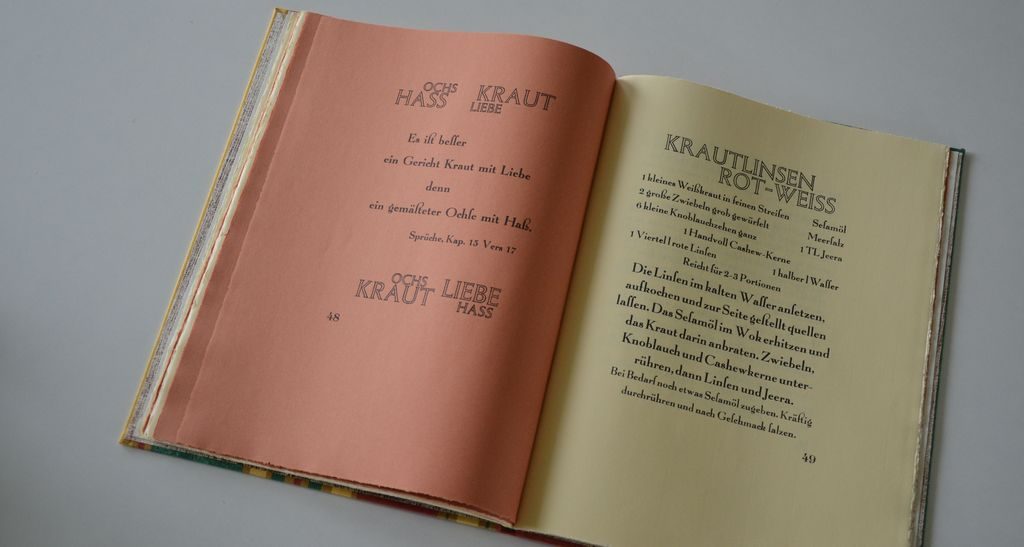 OCHS KRAUT
HASS LIEBE
Es iſt beſſer
ein Gericht Kraut mit Liebe
denn
ein gemäſteter Ochſe mit Haß.
Sprüche, Kap. 15 Vers 17
OCHS LIEBE
KRAUT HASS
48
KRAUTLINSEN
ROT-WEISS
1 kleines Weißkraut in feinen Streifen
2 große Zwiebeln grob gewürfelt Seſamöl
6 kleine Knoblauchzehen ganz Meerſalz
1 Handvoll Cashew-Kerne 1 TL Jeera
1 Viertel l rote Linſen 1 halber l Waſſer
Reicht für 2-3 Portionen
Die Linſen im kalten Waſſer anſetzen,
aufkochen und zur Seite geſtellt quellen
laſſen. Das Seſamöl im Wok erhitzen und
das Kraut darin anbraten. Zwiebeln,
Knoblauch und Cashewkerne unter-
rühren, dann Linſen und Jeera.
Bei Bedarf noch etwas Seſamöl zugeben. Kräftig
durchrühren und nach Geſchmack ſalzen.
49